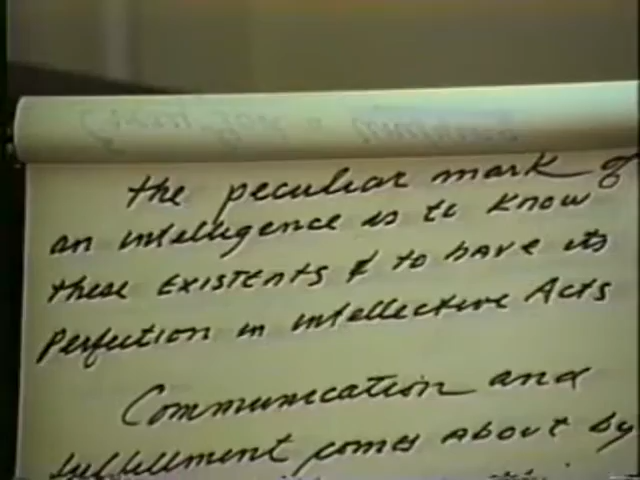 the peculiar mark of
an intelligence is to know
these Existents & to have its
Perfection in intellective Acts
Communication and
fulfillment comes about by